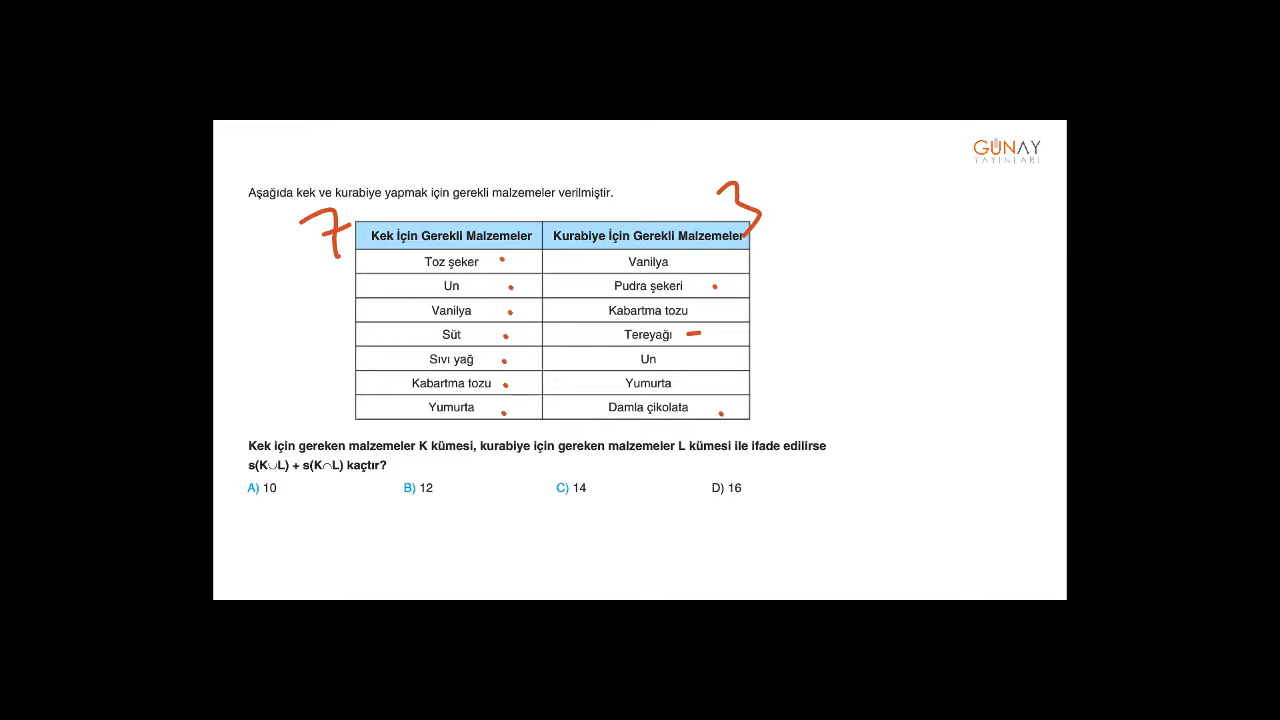 GÜNAY
YAYINLARI
Aşağıda kek ve kurabiye yapmak için gerekli malzemeler verilmiştir.
7
3
Kek İçin Gerekli Malzemeler Kurabiye İçin Gerekli Malzemeler
Toz şeker Vanilya
Un Pudra şekeri
Vanilya Kabartma tozu
Süt Tereyağı
Sıvı yağ Un
Kabartma tozu Yumurta
Yumurta Damla çikolata
Kek için gereken malzemeler K kümesi, kurabiye için gereken malzemeler L kümesi ile ifade edilirse
s(K∪L) + s(K∩L) kaçtır?
A) 10 B) 12 C) 14 D) 16